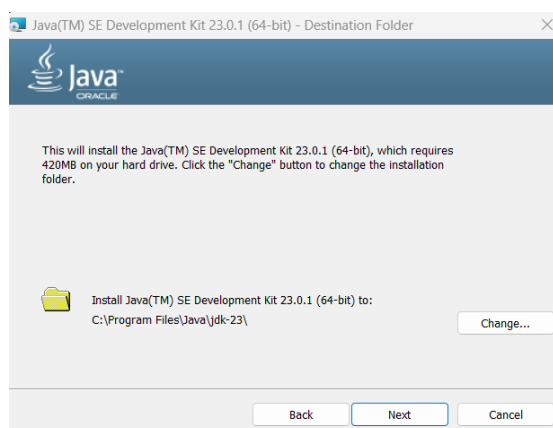 Java(TM) SE Development Kit 23.0.1 (64-bit) - Destination Folder
Java™
ORACLE
This will install the Java(TM) SE Development Kit 23.0.1 (64-bit), which requires
420MB on your hard drive. Click the "Change" button to change the installation
folder.
Install Java(TM) SE Development Kit 23.0.1 (64-bit) to:
C:\Program Files\Java\jdk-23\
Change...
Back
Next
Cancel